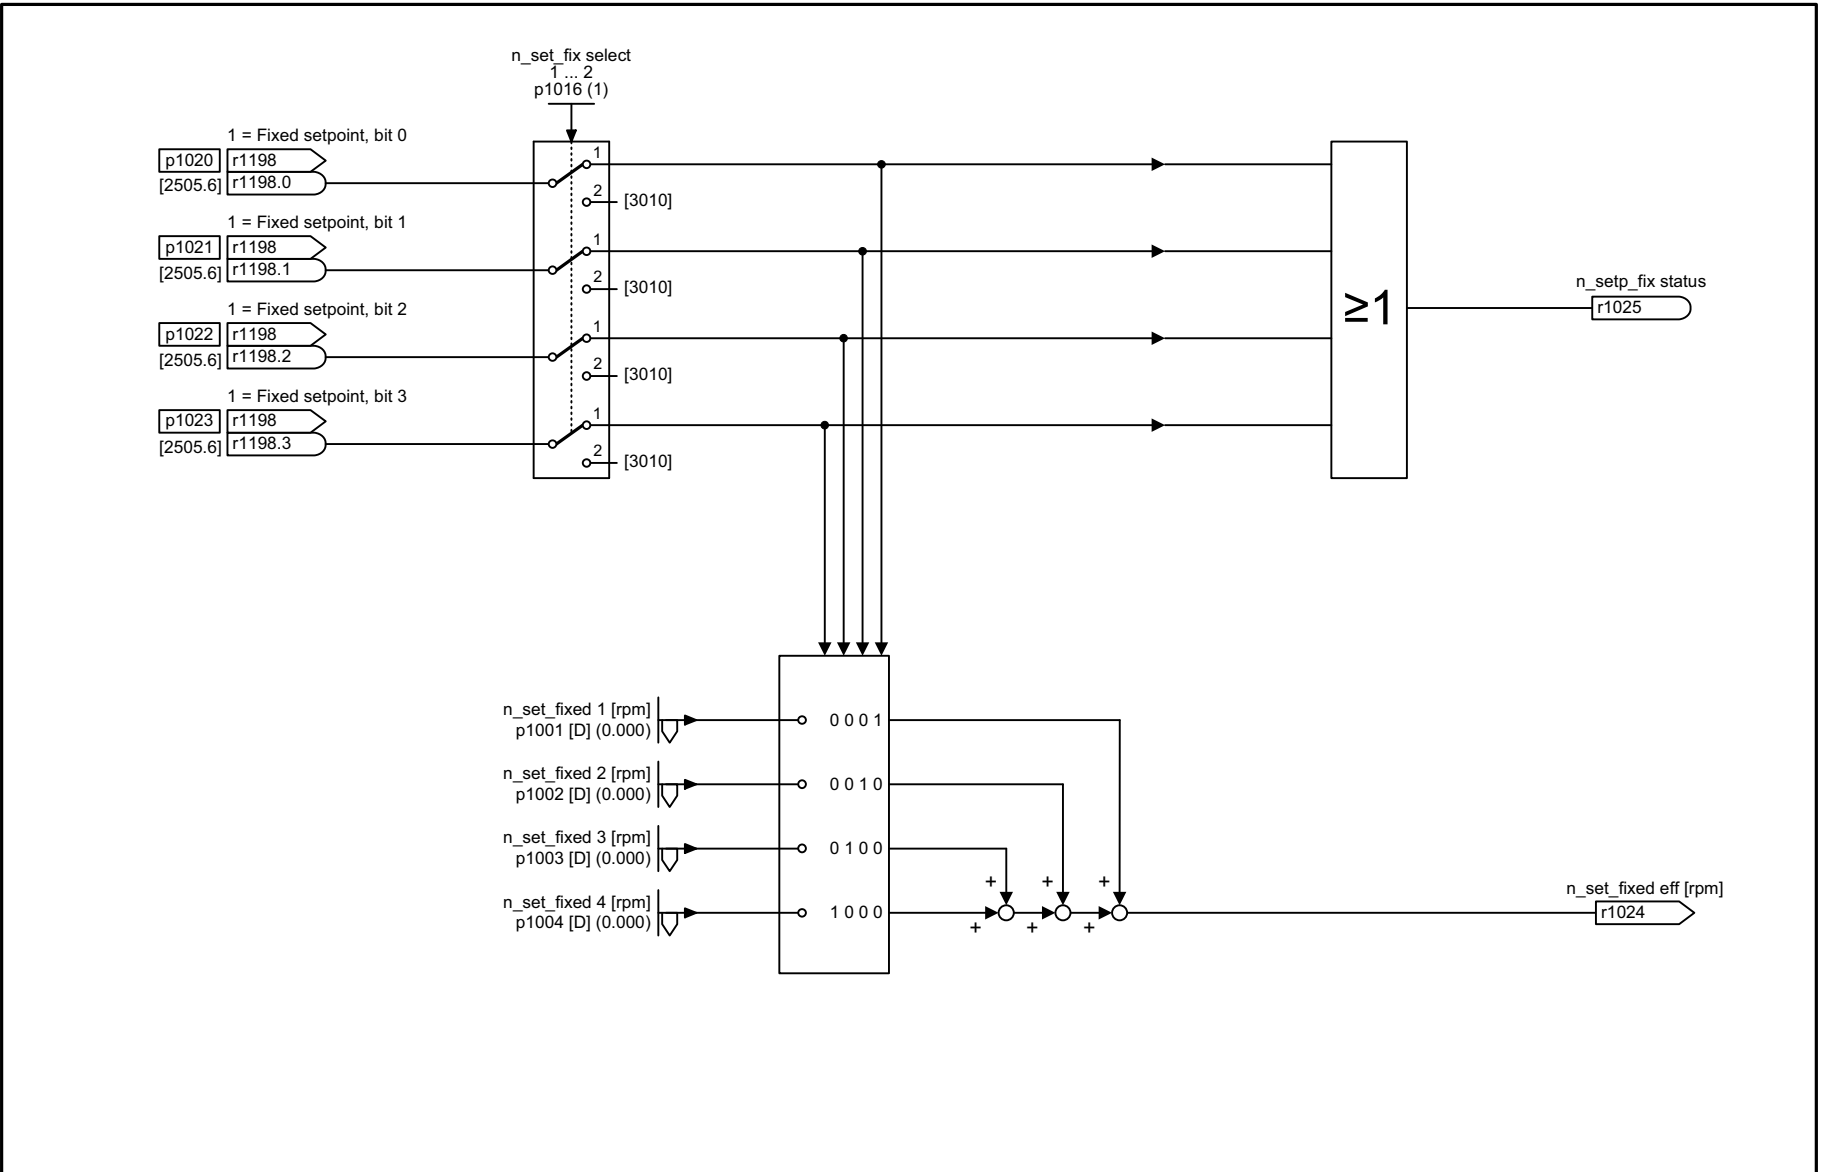 n_set_fix select
1 ... 2
p1016 (1)
1 = Fixed setpoint, bit 0
p1020 r1198
[2505.6] r1198.0
1
2 [3010]
1 = Fixed setpoint, bit 1
p1021 r1198
[2505.6] r1198.1
1
2 [3010]
1 = Fixed setpoint, bit 2
p1022 r1198
[2505.6] r1198.2
1
2 [3010]
1 = Fixed setpoint, bit 3
p1023 r1198
[2505.6] r1198.3
1
2 [3010]
≥1
n_setp_fix status
r1025
n_set_fixed 1 [rpm]
p1001 [D] (0.000)
0 0 0 1
n_set_fixed 2 [rpm]
p1002 [D] (0.000)
0 0 1 0
n_set_fixed 3 [rpm]
p1003 [D] (0.000)
0 1 0 0
n_set_fixed 4 [rpm]
p1004 [D] (0.000)
1 0 0 0
+ + +
+ + +
n_set_fixed eff [rpm]
r1024